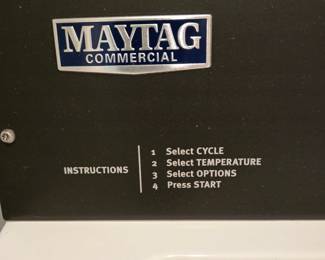 MAYTAG
COMMERCIAL
INSTRUCTIONS
1 Select CYCLE
2 Select TEMPERATURE
3 Select OPTIONS
4 Press START